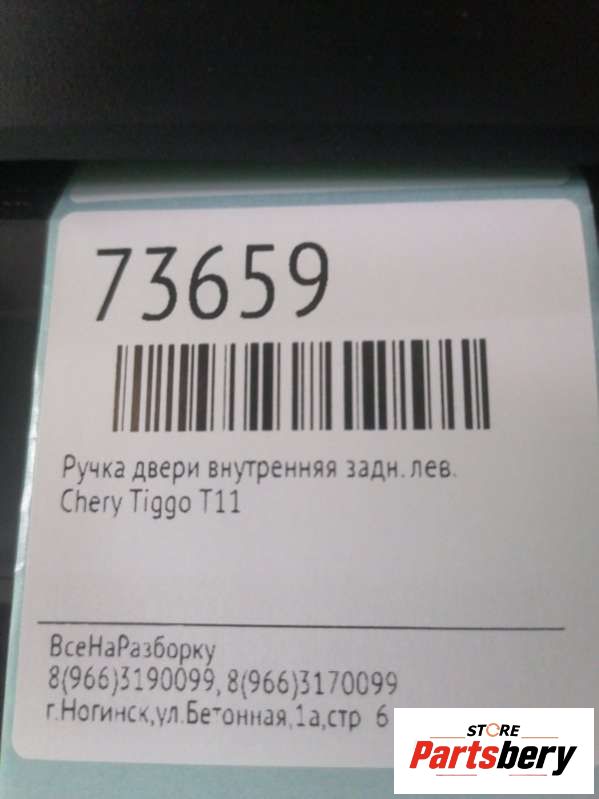 73659
Ручка двери внутренняя задн.лев.
Chery Tiggo T11
ВсеНаРазборку
8(966)3190099, 8(966)3170099
г.Ногинск,ул.Бетонная,1а,стр 6
STORE
Partsbery